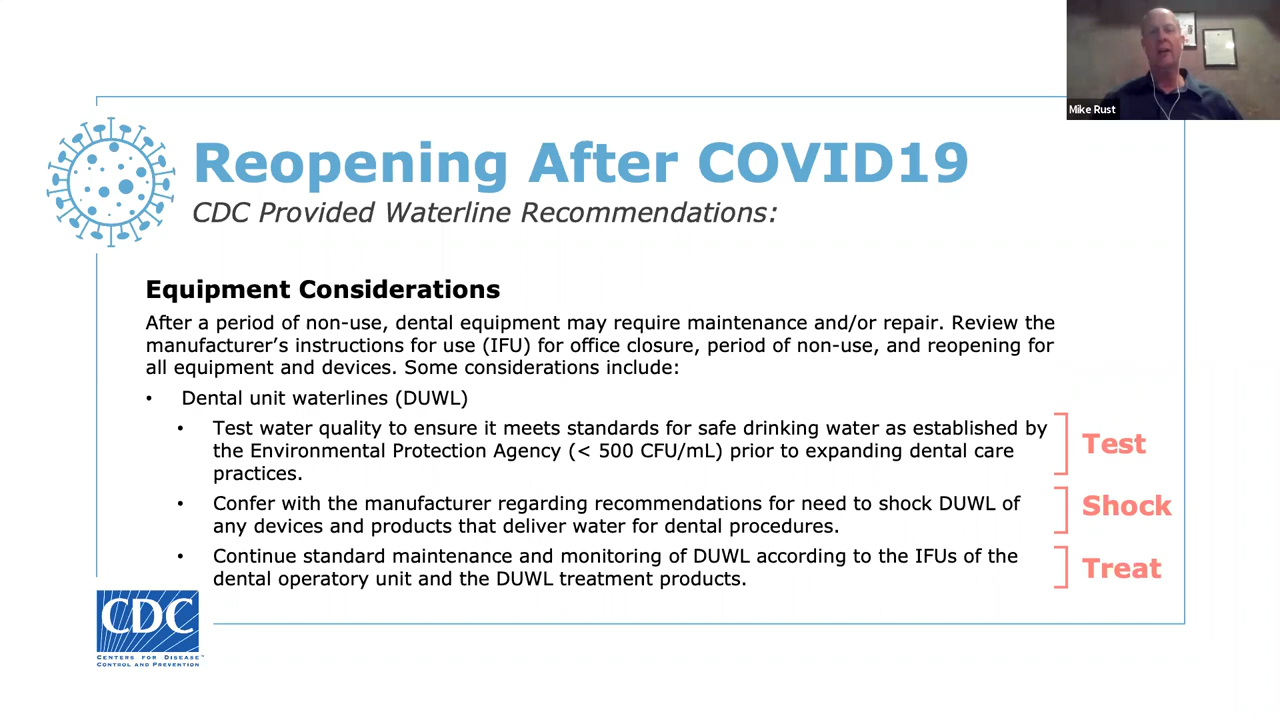 Mike Rust
Reopening After COVID19
CDC Provided Waterline Recommendations:
Equipment Considerations
After a period of non-use, dental equipment may require maintenance and/or repair. Review the
manufacturer’s instructions for use (IFU) for office closure, period of non-use, and reopening for
all equipment and devices. Some considerations include:
• Dental unit waterlines (DUWL)
• Test water quality to ensure it meets standards for safe drinking water as established by
the Environmental Protection Agency (< 500 CFU/mL) prior to expanding dental care
practices.
Test
• Confer with the manufacturer regarding recommendations for need to shock DUWL of
any devices and products that deliver water for dental procedures.
Shock
• Continue standard maintenance and monitoring of DUWL according to the IFUs of the
dental operatory unit and the DUWL treatment products.
Treat
CDC
CENTERS FOR DISEASE™
CONTROL AND PREVENTION